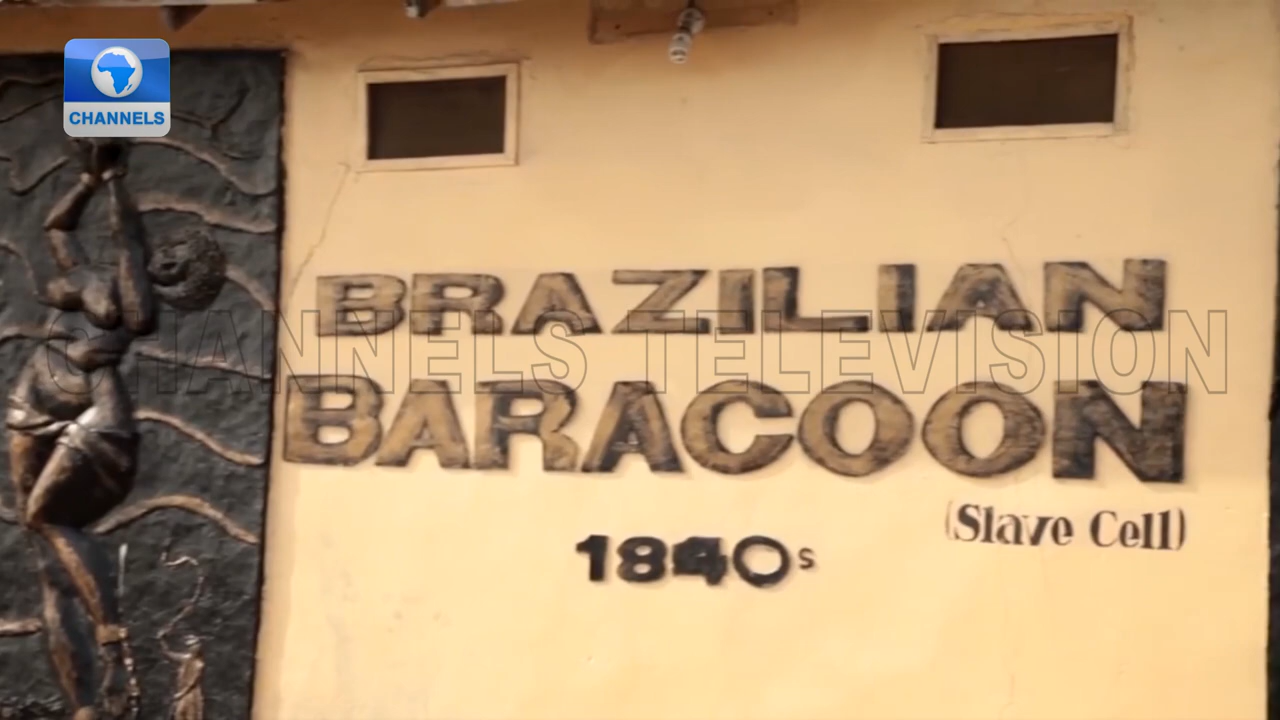 CHANNELS
BRAZILIAN
CHANNELS TELEVISION
BARACOON
(Slave Cell)
1840s